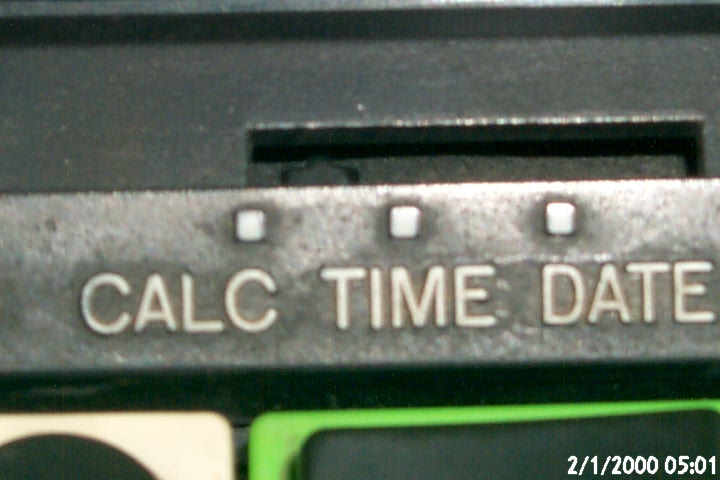 CALC TIME DATE
2/1/2000 05:01